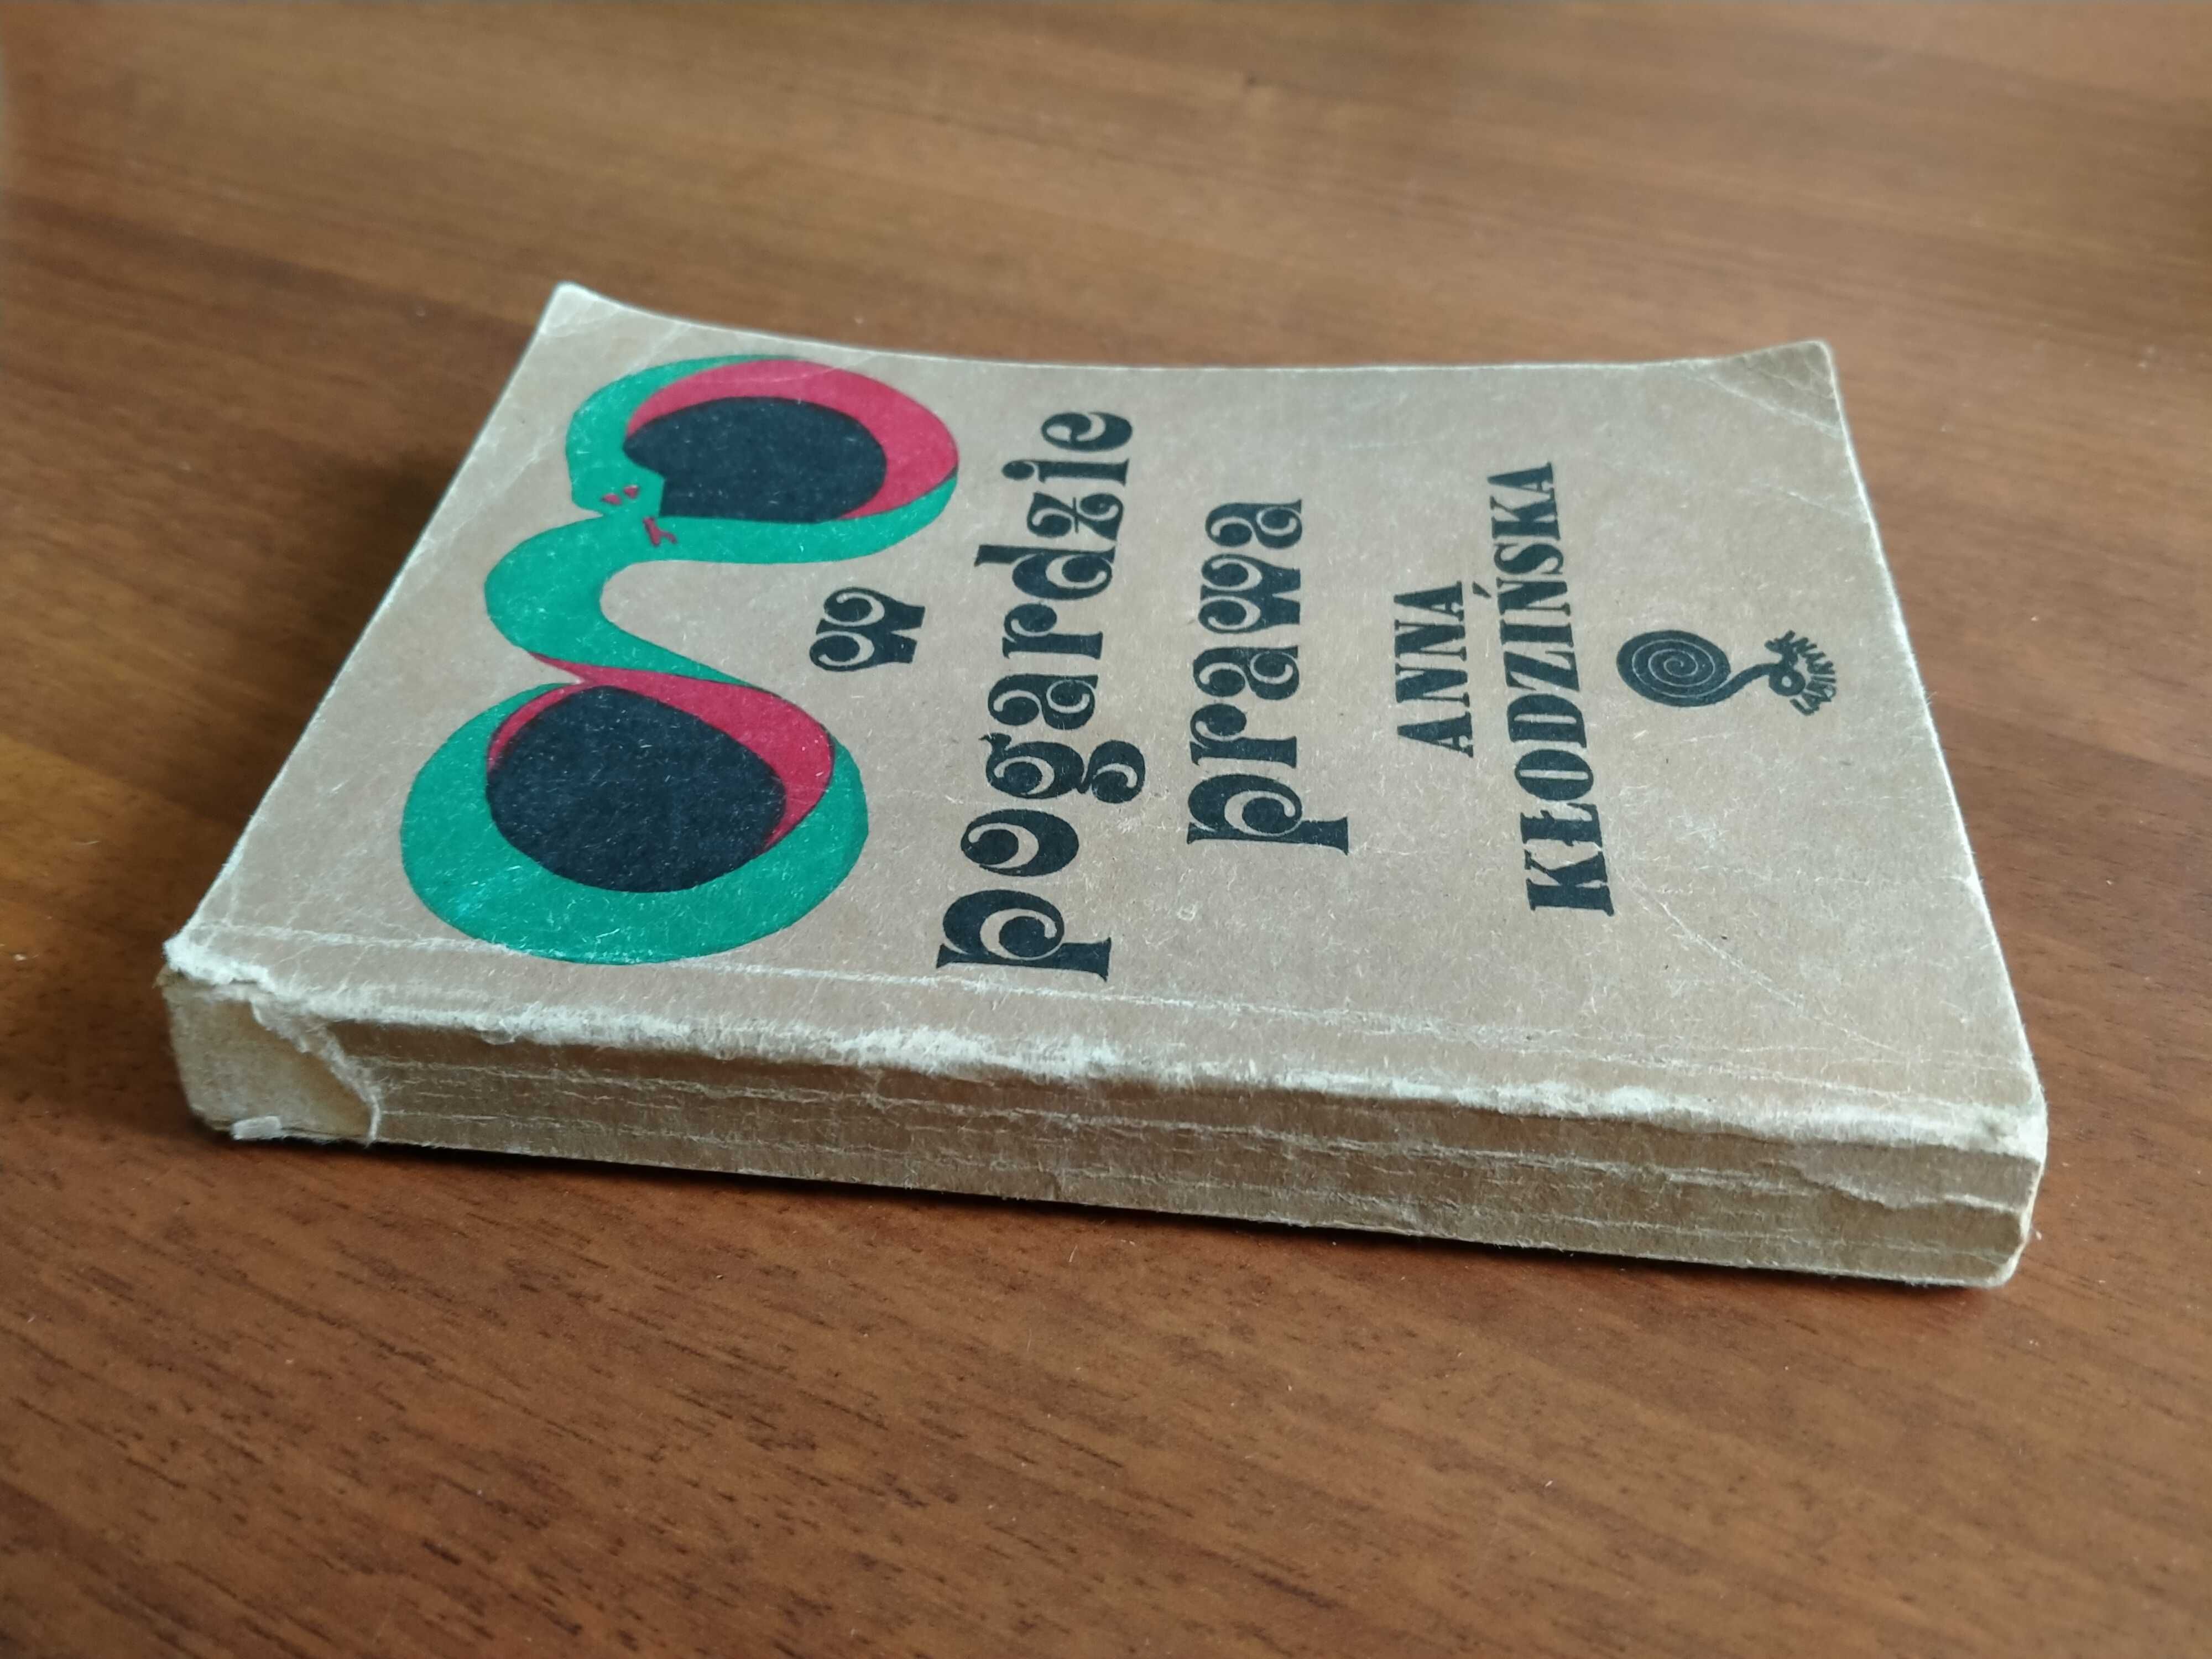 w
pogardzie
prawa
ANNA
KŁODZIŃSKA
LABIRYNT